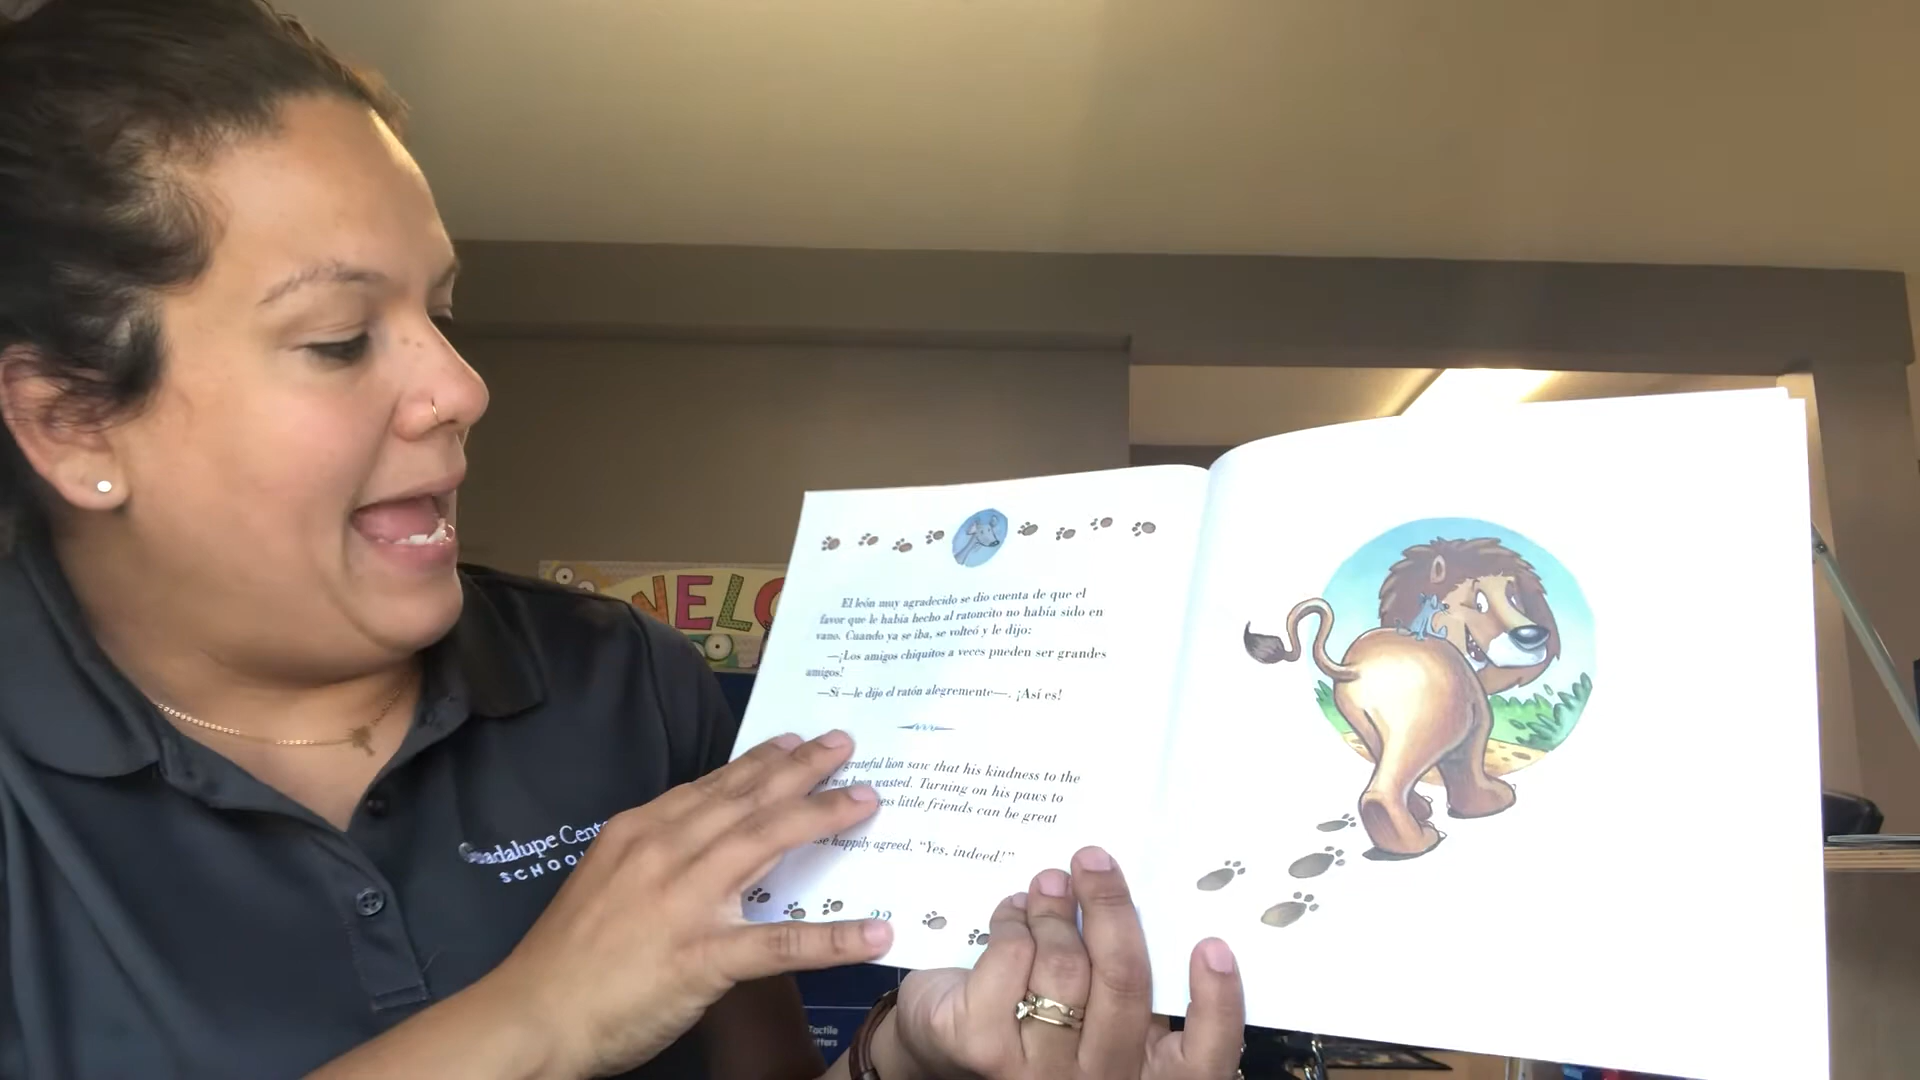 WELC
El león muy agradecido se dio cuenta de que el
favor que le había hecho al ratoncito no había sido en
vano. Cuando ya se iba, se volteó y le dijo:
—¡Los amigos chiquitos a veces pueden ser grandes
amigos!
—Sí —le dijo el ratón alegremente—. ¡Así es!
grateful lion saw that his kindness to the
not been wasted. Turning on his paws to
little friends can be great
happily agreed, "Yes, indeed!"
22
Guadalupe Cent
SCHOO
Tactile